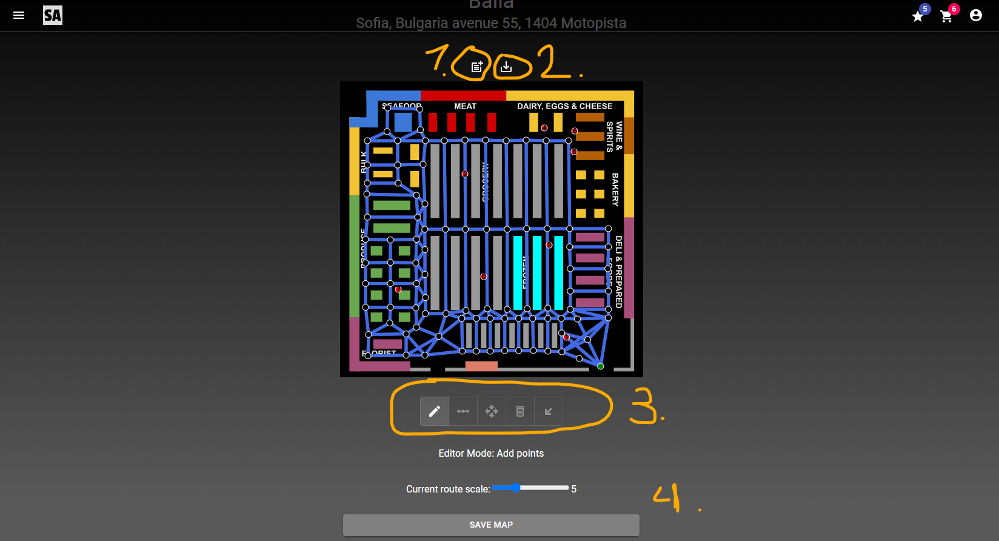 SA
5
6
Balla
Sofia, Bulgaria avenue 55, 1404 Motopista
1.
2.
SEAFOOD
MEAT
DAIRY, EGGS & CHEESE
WINE &
SPIRITS
BULK
GROCERY
BAKERY
PRODUCE
FROZEN
DELI & PREPARED
FOODS
FLORIST
3.
Editor Mode: Add points
Current route scale: 5
4.
SAVE MAP